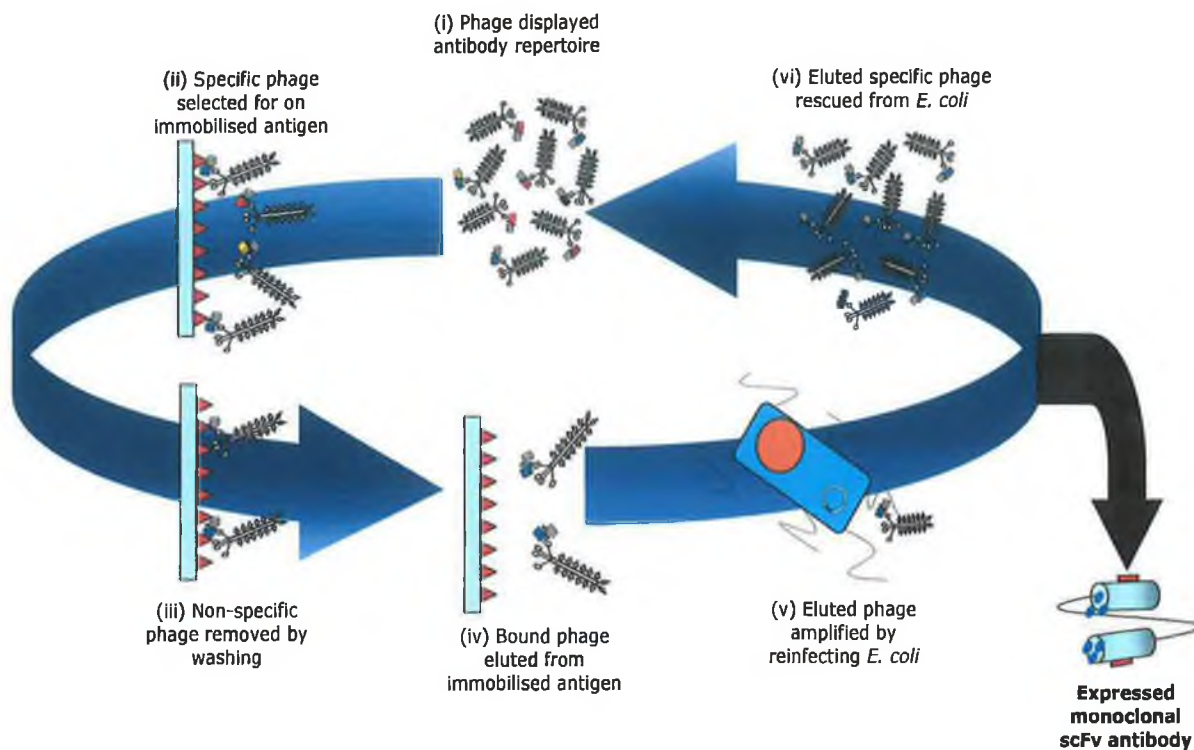 (i) Phage displayed
antibody repertoire
(ii) Specific phage
selected for on
immobilised antigen
(vi) Eluted specific phage
rescued from E. coli
(iii) Non-specific
phage removed by
washing
(iv) Bound phage
eluted from
immobilised antigen
(v) Eluted phage
amplified by
reinfecting E. coli
Expressed
monoclonal
scFv antibody